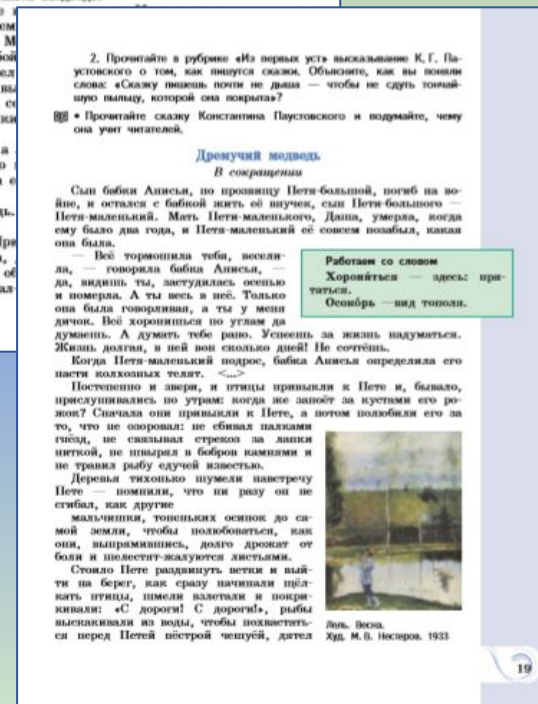 2. Прочитайте в рубрике «Из первых уст» высказывание К. Г. Па-
устовского о том, как пишутся сказки. Объясните, как вы поняли
слова: «Сказку пишешь почти не дыша — чтобы не сдуть тончай-
шую пыльцу, которой она покрыта»?
• Прочитайте сказку Константина Паустовского и подумайте, чему
она учит читателей.
Дремучий медведь
В сокращении
Сын бабки Анисьи, по прозвищу Петя-большой, погиб на во-
йне, и остался с бабкой жить её внучек, сын Пети-большого —
Петя-маленький. Мать Пети-маленького, Даша, умерла, когда
ему было два года, и Петя-маленький её совсем позабыл, какая
она была.
— Всё тормошила тебя, весели-
ла, — говорила бабка Анисья, —
да, видишь ты, застудилась осенью
и померла. А ты весь в неё. Только
она была говорливая, а ты у меня
дичок. Всё хоронишься по углам да
думаешь. А думать тебе рано. Успеешь за жизнь надуматься.
Жизнь долгая, в ней вон сколько дней! Не сочтёшь.
Работаем со словом
Хорони́ться — здесь: пря-
таться.
Осоко́рь — вид тополя.
Когда Петя-маленький подрос, бабка Анисья определила его
пасти колхозных телят. <...>
Постепенно и звери, и птицы привыкли к Пете и, бывало,
прислушивались по утрам: когда же запоёт за кустами его ро-
жок? Сначала они привыкли к Пете, а потом полюбили его за
то, что не озоровал: не сбивал палками
гнёзд, не связывал стрекоз за лапки
ниткой, не швырял в бобров камнями и
не травил рыбу едучей известью.
Деревья тихонько шумели навстречу
Пете — помнили, что ни разу он не
сгибал, как другие
мальчишки, тоненьких осинок до са-
мой земли, чтобы полюбоваться, как
они, выпрямившись, долго дрожат от
боли и шелестят-жалуются листьями.
Стоило Пете раздвинуть ветки и вый-
ти на берег, как сразу начинали щёл-
кать птицы, шмели взлетали и покри-
кивали: «С дороги! С дороги!», рыбы
выскакивали из воды, чтобы похвастать-
ся перед Петей пёстрой чешуёй, дятел
Лель. Весна.
Худ. М. В. Нестеров. 1933
19